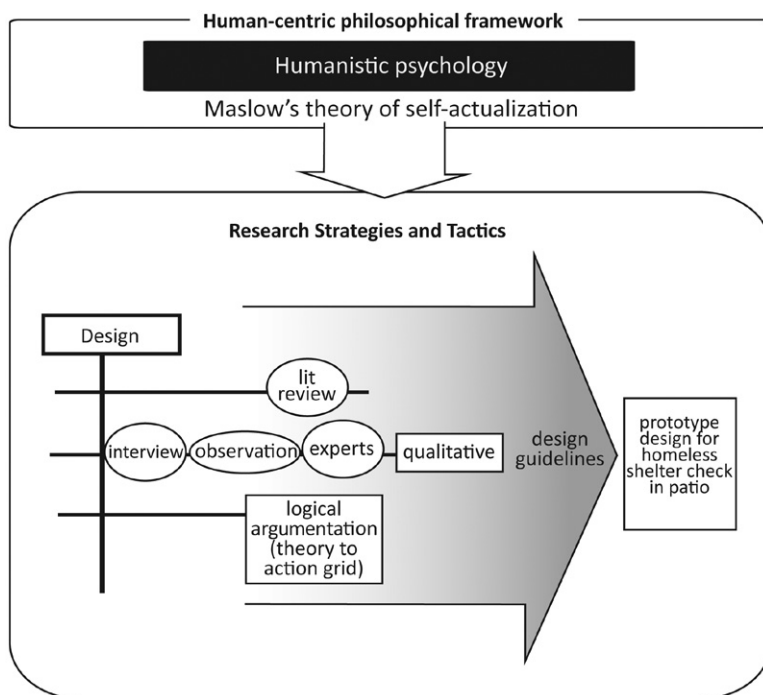 Human-centric philosophical framework
Humanistic psychology
Maslow's theory of self-actualization
Research Strategies and Tactics
Design
lit
review
interview
observation
experts
qualitative
logical
argumentation
(theory to
action grid)
design
guidelines
prototype
design for
homeless
shelter check
in patio